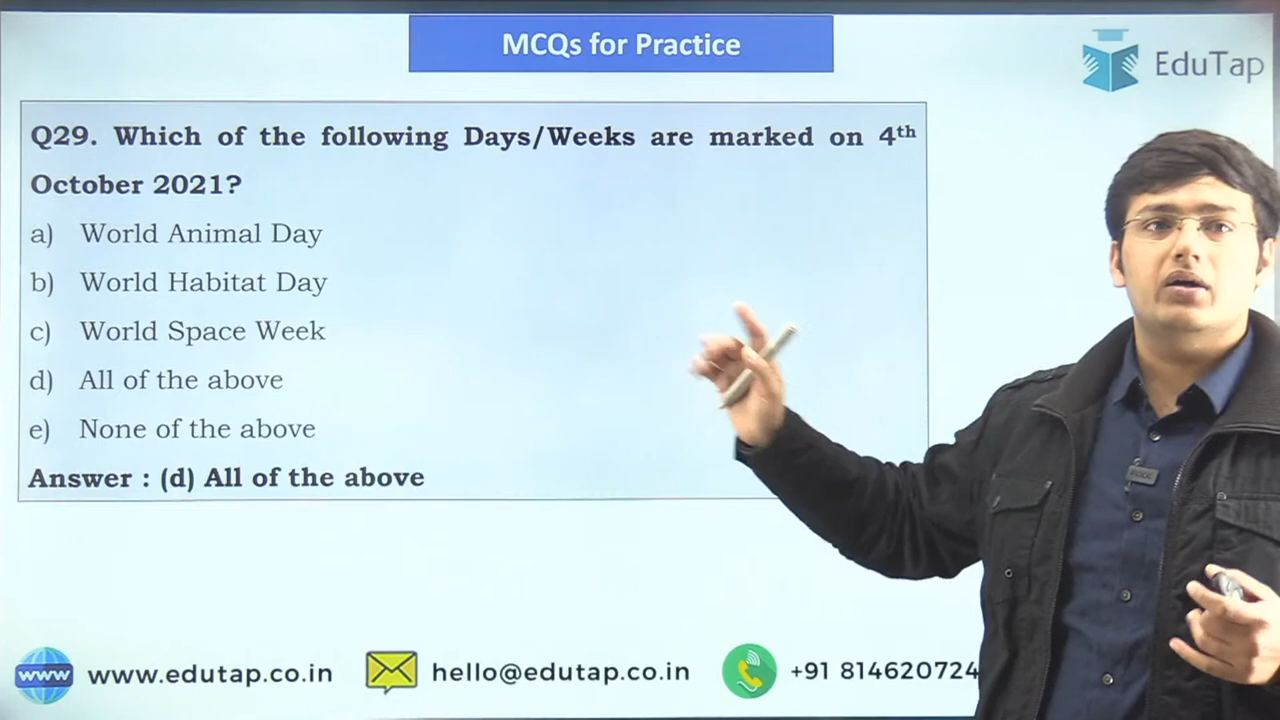 MCQs for Practice
EduTap
Q29. Which of the following Days/Weeks are marked on 4th
October 2021?
a) World Animal Day
b) World Habitat Day
c) World Space Week
d) All of the above
e) None of the above
Answer : (d) All of the above
www www.edutap.co.in hello@edutap.co.in +91 814620724